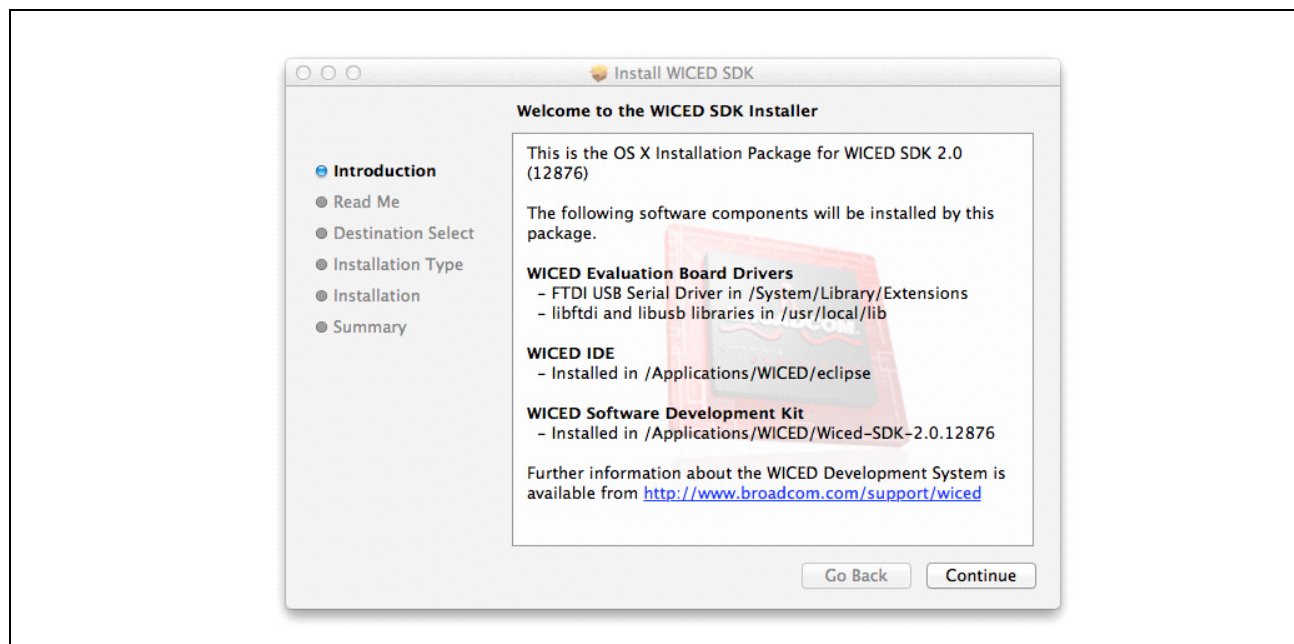 Install WICED SDK
Welcome to the WICED SDK Installer
Introduction
Read Me
Destination Select
Installation Type
Installation
Summary
This is the OS X Installation Package for WICED SDK 2.0
(12876)
The following software components will be installed by this
package.
WICED Evaluation Board Drivers
– FTDI USB Serial Driver in /System/Library/Extensions
– libftdi and libusb libraries in /usr/local/lib
WICED IDE
– Installed in /Applications/WICED/eclipse
WICED Software Development Kit
– Installed in /Applications/WICED/Wiced-SDK-2.0.12876
Further information about the WICED Development System is
available from http://www.broadcom.com/support/wiced
BROADCOM.
Go Back
Continue